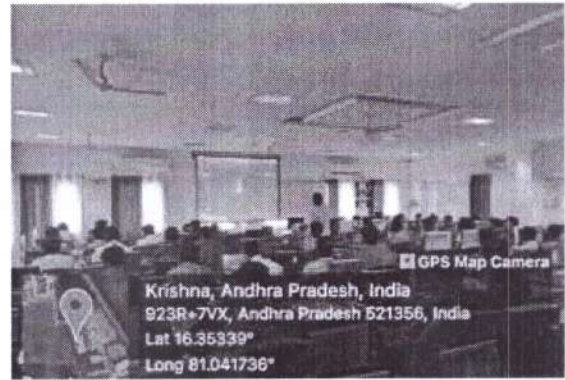 GPS Map Camera
Krishna, Andhra Pradesh, India
923R+7VX, Andhra Pradesh 521356, India
Lat 16.35339°
Long 81.041736°